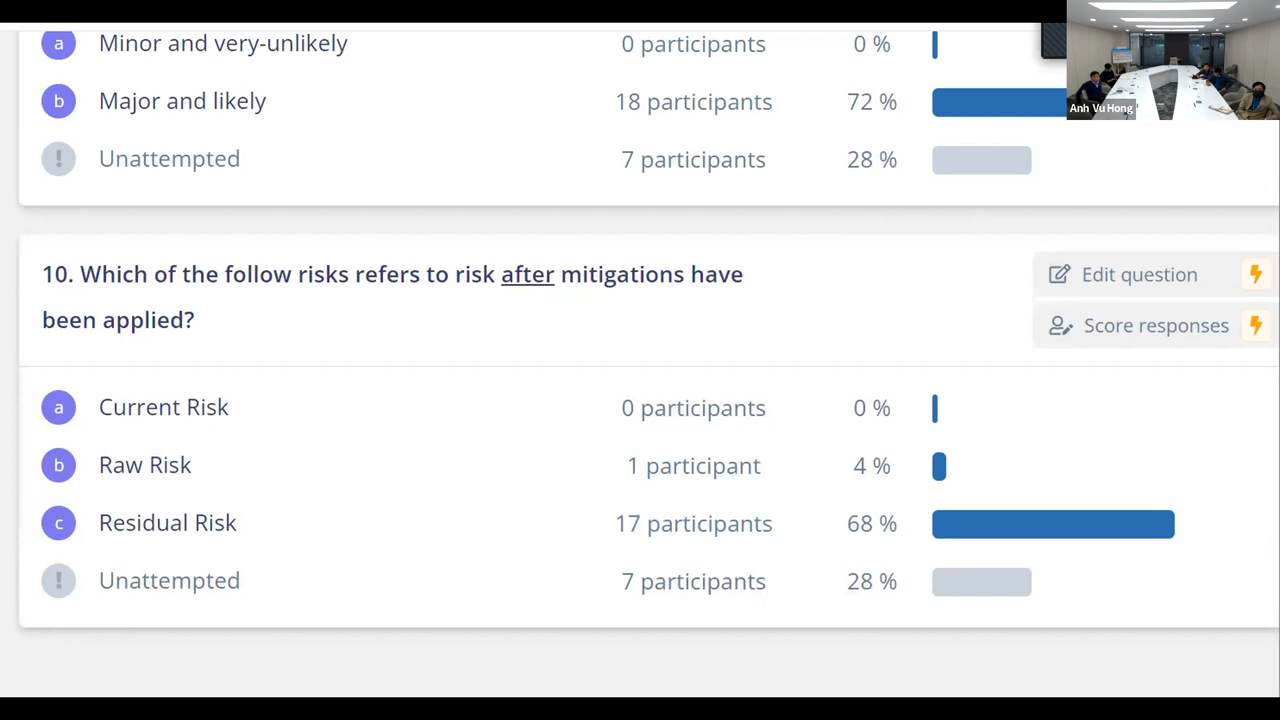 a Minor and very-unlikely 0 participants 0 %
b Major and likely 18 participants 72 %
! Unattempted 7 participants 28 %
Anh Vu Hong
10. Which of the follow risks refers to risk after mitigations have
been applied?
Edit question
Score responses
a Current Risk 0 participants 0 %
b Raw Risk 1 participant 4 %
c Residual Risk 17 participants 68 %
! Unattempted 7 participants 28 %